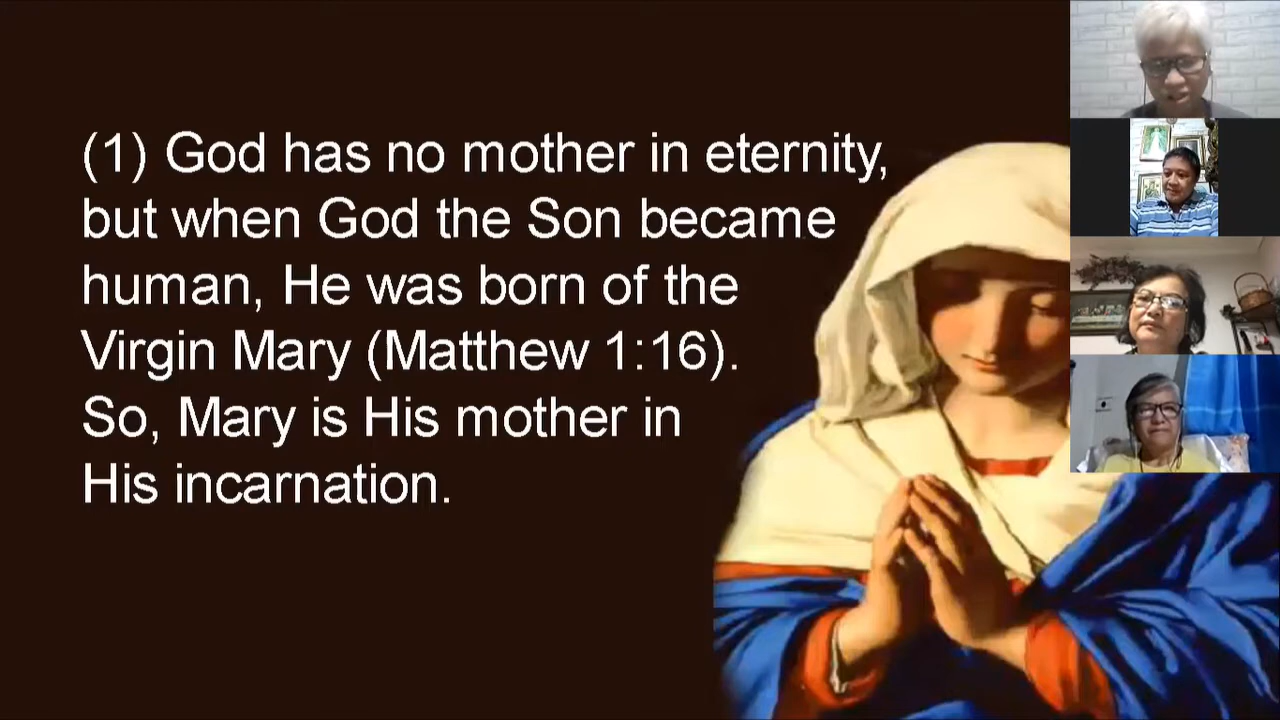 (1) God has no mother in eternity,
but when God the Son became
human, He was born of the
Virgin Mary (Matthew 1:16).
So, Mary is His mother in
His incarnation.